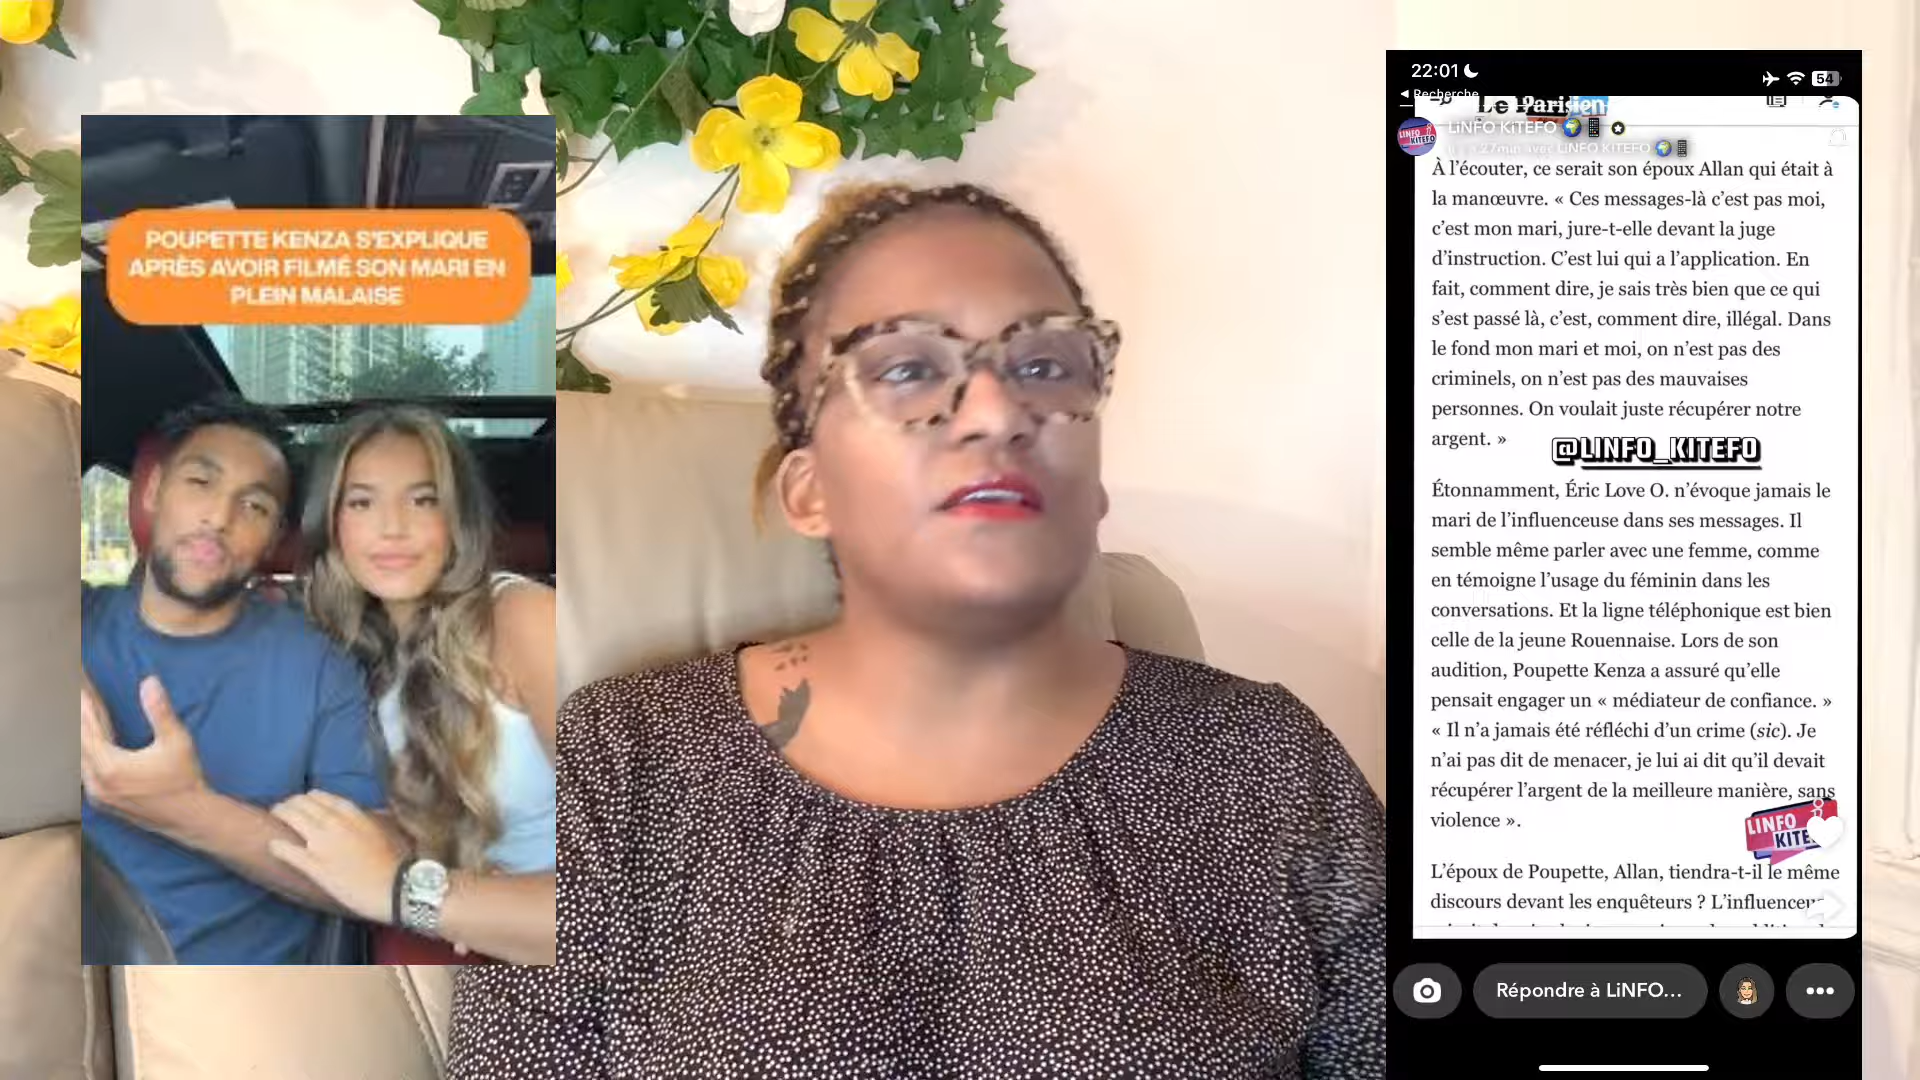 POUPETTE KENZA S'EXPLIQUE
APRÈS AVOIR FILMÉ SON MARI EN
PLEIN MALAISE
22:01
54
Recherche
Le Parisien
LiNFO KiTEFO
27min avec LiNFO KITEFO
À l'écouter, ce serait son époux Allan qui était à
la manœuvre. « Ces messages-là c'est pas moi,
c'est mon mari, jure-t-elle devant la juge
d'instruction. C'est lui qui a l'application. En
fait, comment dire, je sais très bien que ce qui
s'est passé là, c'est, comment dire, illégal. Dans
le fond mon mari et moi, on n'est pas des
criminels, on n'est pas des mauvaises
personnes. On voulait juste récupérer notre
argent. »
@LINFO_KITEFO
Étonnamment, Éric Love O. n'évoque jamais le
mari de l'influenceuse dans ses messages. Il
semble même parler avec une femme, comme
en témoigne l'usage du féminin dans les
conversations. Et la ligne téléphonique est bien
celle de la jeune Rouennaise. Lors de son
audition, Poupette Kenza a assuré qu'elle
pensait engager un « médiateur de confiance. »
« Il n'a jamais été réfléchi d'un crime (sic). Je
n'ai pas dit de menacer, je lui ai dit qu'il devait
récupérer l'argent de la meilleure manière, sans
violence ».
LINFO
KITE
L'époux de Poupette, Allan, tiendra-t-il le même
discours devant les enquêteurs ? L'influenceu
Répondre à LiNFO...